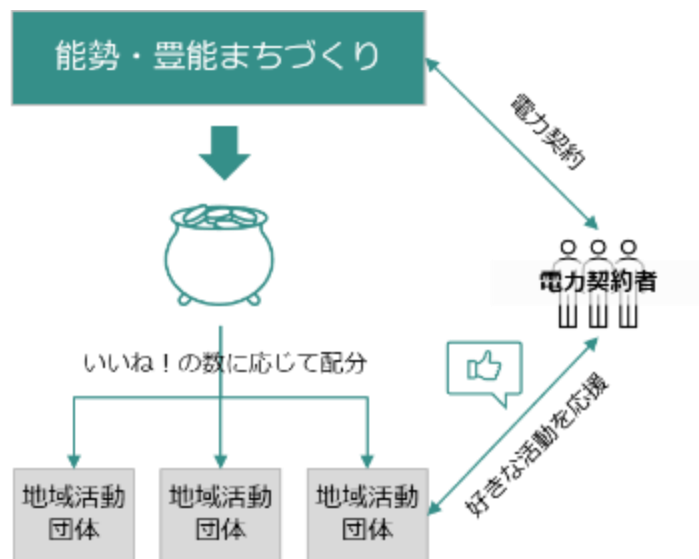 能勢・豊能まちづくり
電力契約
電力契約者
いいね！の数に応じて配分
好きな活動を応援
地域活動
団体
地域活動
団体
地域活動
団体